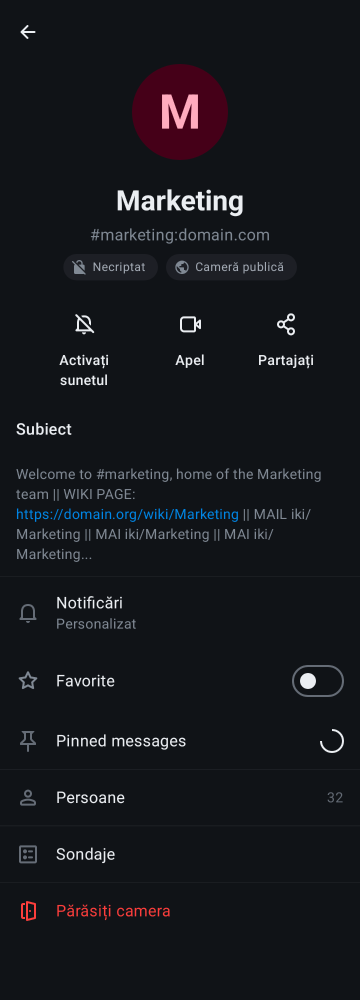 M
Marketing
#marketing:domain.com
Necriptat
Cameră publică
Activați
sunetul
Apel
Partajați
Subiect
Welcome to #marketing, home of the Marketing
team || WIKI PAGE:
https://domain.org/wiki/Marketing || MAIL iki/
Marketing || MAI iki/Marketing || MAI iki/
Marketing...
Notificări
Personalizat
Favorite
Pinned messages
Persoane 32
Sondaje
Părăsiți camera